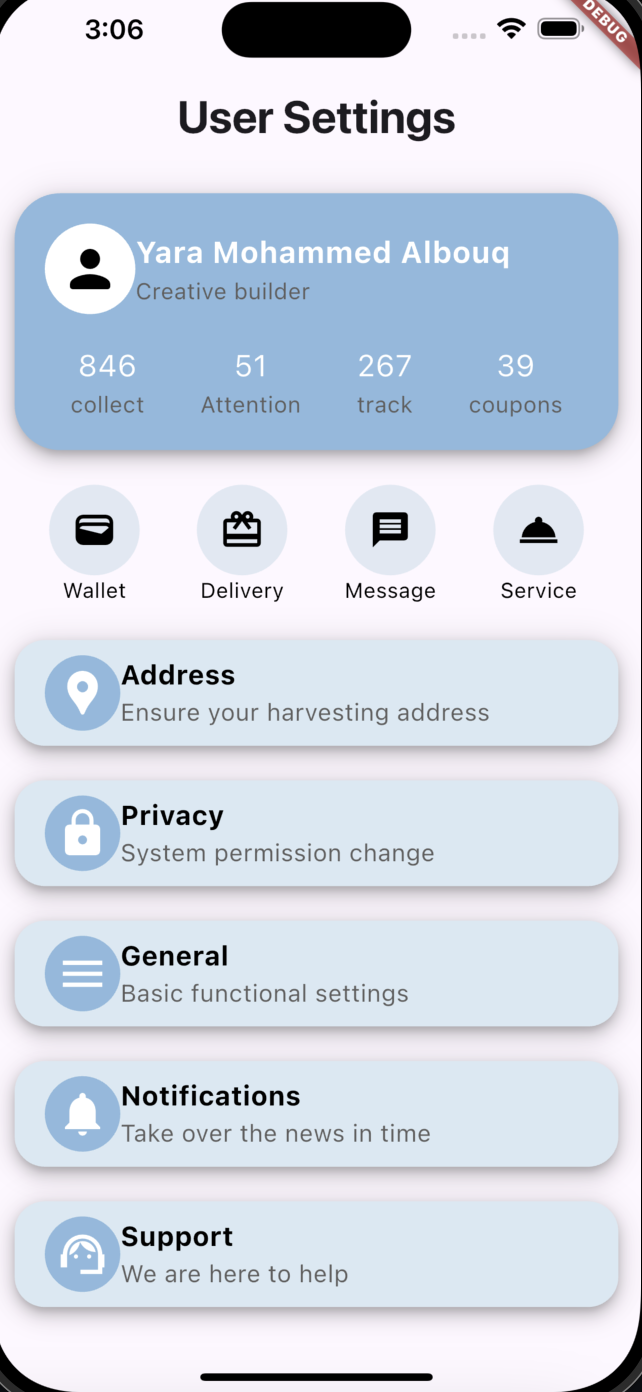 3:06
DEBUG
User Settings
Yara Mohammed Albouq
Creative builder
846 51 267 39
collect Attention track coupons
Wallet Delivery Message Service
Address
Ensure your harvesting address
Privacy
System permission change
General
Basic functional settings
Notifications
Take over the news in time
Support
We are here to help